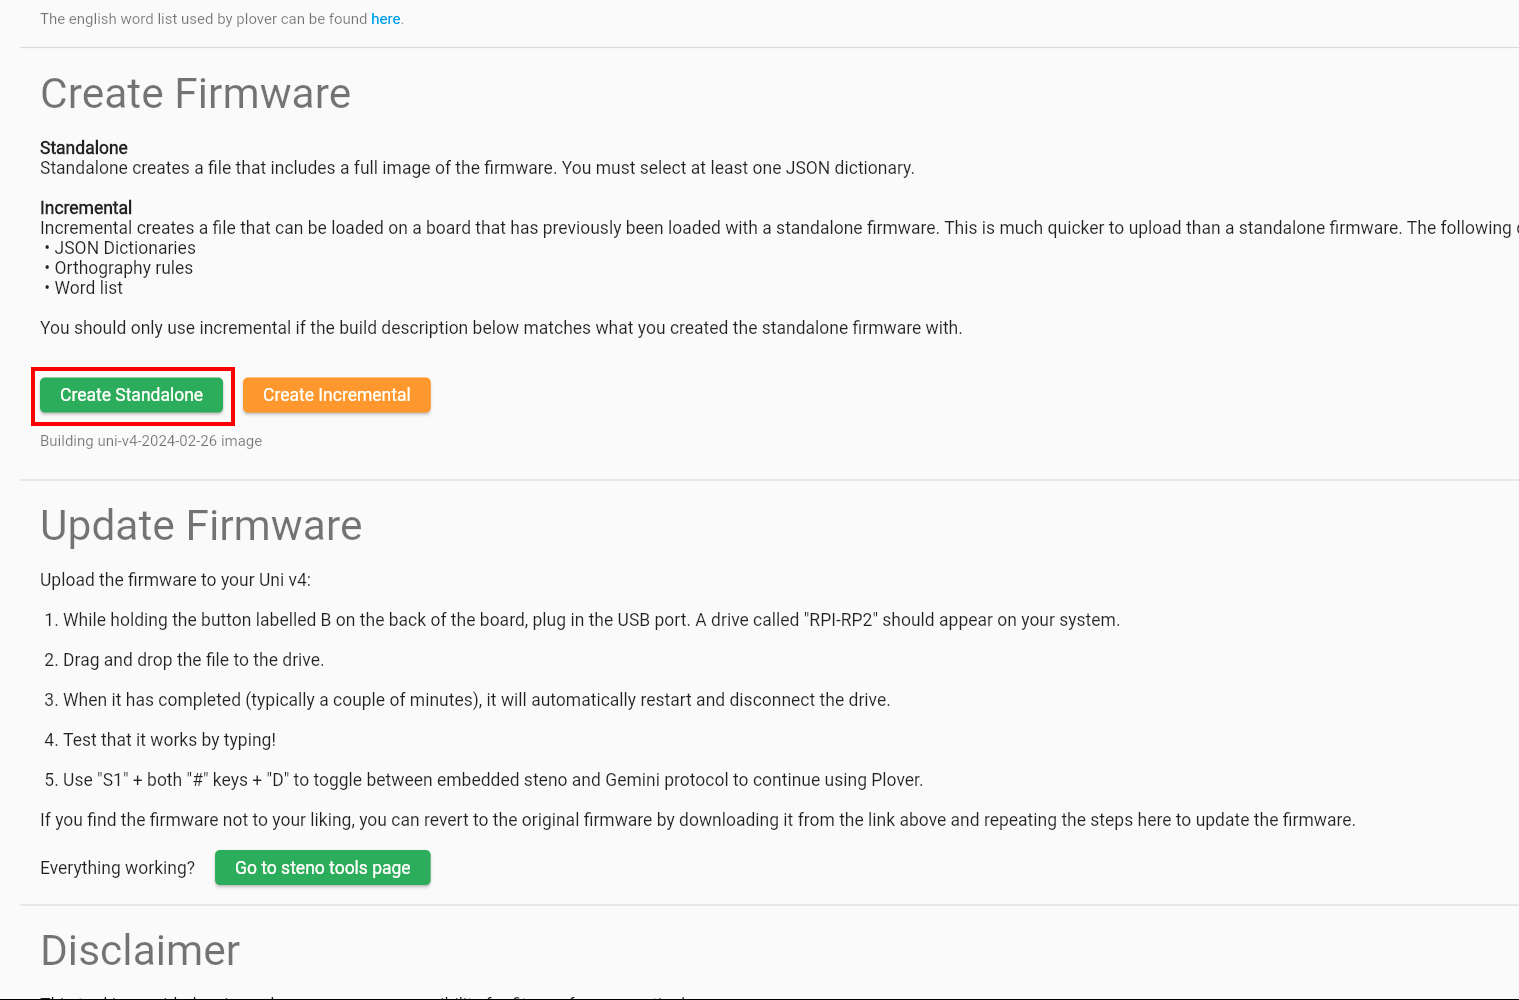 The english word list used by plover can be found here.
Create Firmware
Standalone
Standalone creates a file that includes a full image of the firmware. You must select at least one JSON dictionary.
Incremental
Incremental creates a file that can be loaded on a board that has previously been loaded with a standalone firmware. This is much quicker to upload than a standalone firmware. The following
• JSON Dictionaries
• Orthography rules
• Word list
You should only use incremental if the build description below matches what you created the standalone firmware with.
Create Standalone Create Incremental
Building uni-v4-2024-02-26 image
Update Firmware
Upload the firmware to your Uni v4:
1. While holding the button labelled B on the back of the board, plug in the USB port. A drive called "RPI-RP2" should appear on your system.
2. Drag and drop the file to the drive.
3. When it has completed (typically a couple of minutes), it will automatically restart and disconnect the drive.
4. Test that it works by typing!
5. Use "S1" + both "#" keys + "D" to toggle between embedded steno and Gemini protocol to continue using Plover.
If you find the firmware not to your liking, you can revert to the original firmware by downloading it from the link above and repeating the steps here to update the firmware.
Everything working? Go to steno tools page
Disclaimer